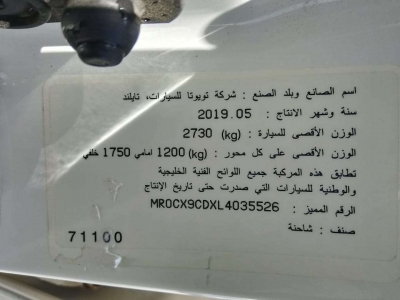 اسم الصانع وبلد الصنع : شركة تويوتا للسيارات، تايلند
سنة وشهر الانتاج : 2019.05
الوزن الأقصى للسيارة : 2730 (kg)
الوزن الأقصى على كل محور : (kg) 1200 امامي 1750 خلفي
تطابق هذه المركبة جميع اللوائح الفنية الخليجية
والوطنية للسيارات التي صدرت حتى تاريخ الإنتاج
الرقم المميز : MR0CX9CDXL4035526
صنف : شاحنة
71100